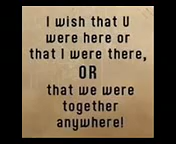 I wish that U
were here or
that I were there,
OR
that we were
together
anywhere!